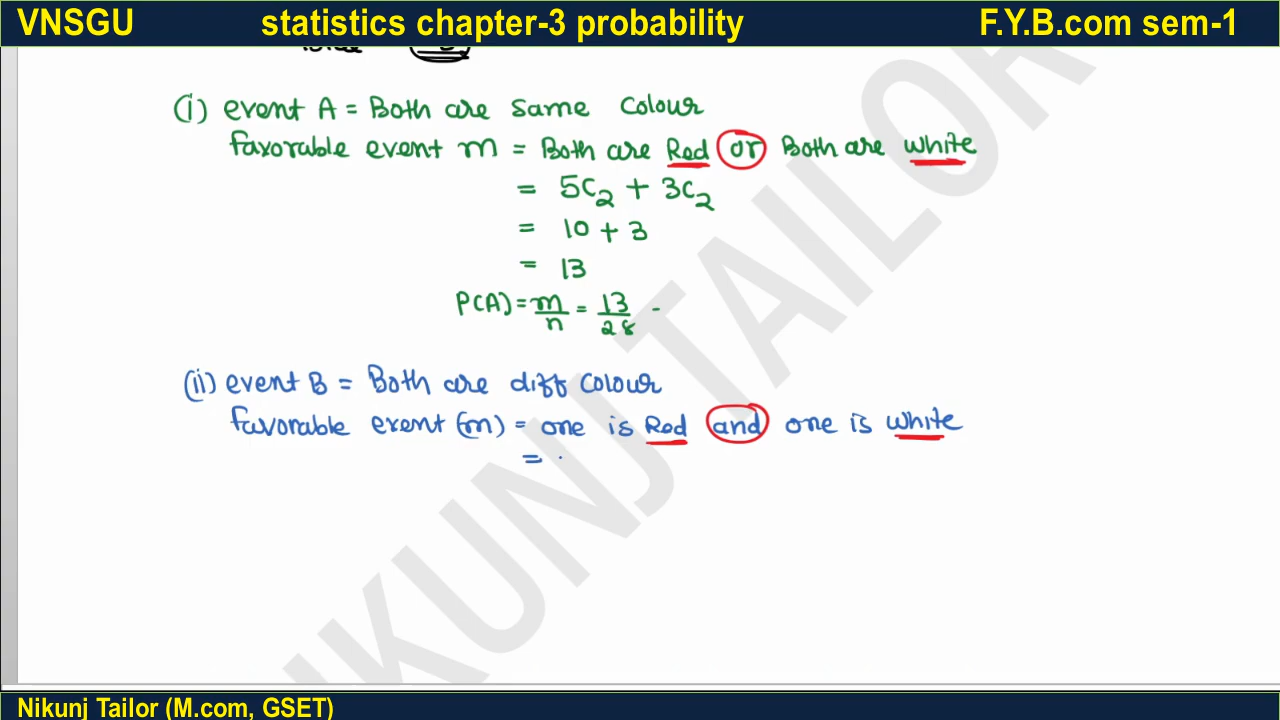 VNSGU statistics chapter-3 probability F.Y.B.com sem-1
(i) event A = Both are same colour
favorable event m = Both are Red or Both are white
= 5C₂ + 3C₂
= 10 + 3
= 13
P(A) = m/n = 13/28 -
(ii) event B = Both are diff colour
favorable event (m) = one is Red and one is white
=
NIKUNJ TAILOR
Nikunj Tailor (M.com, GSET)